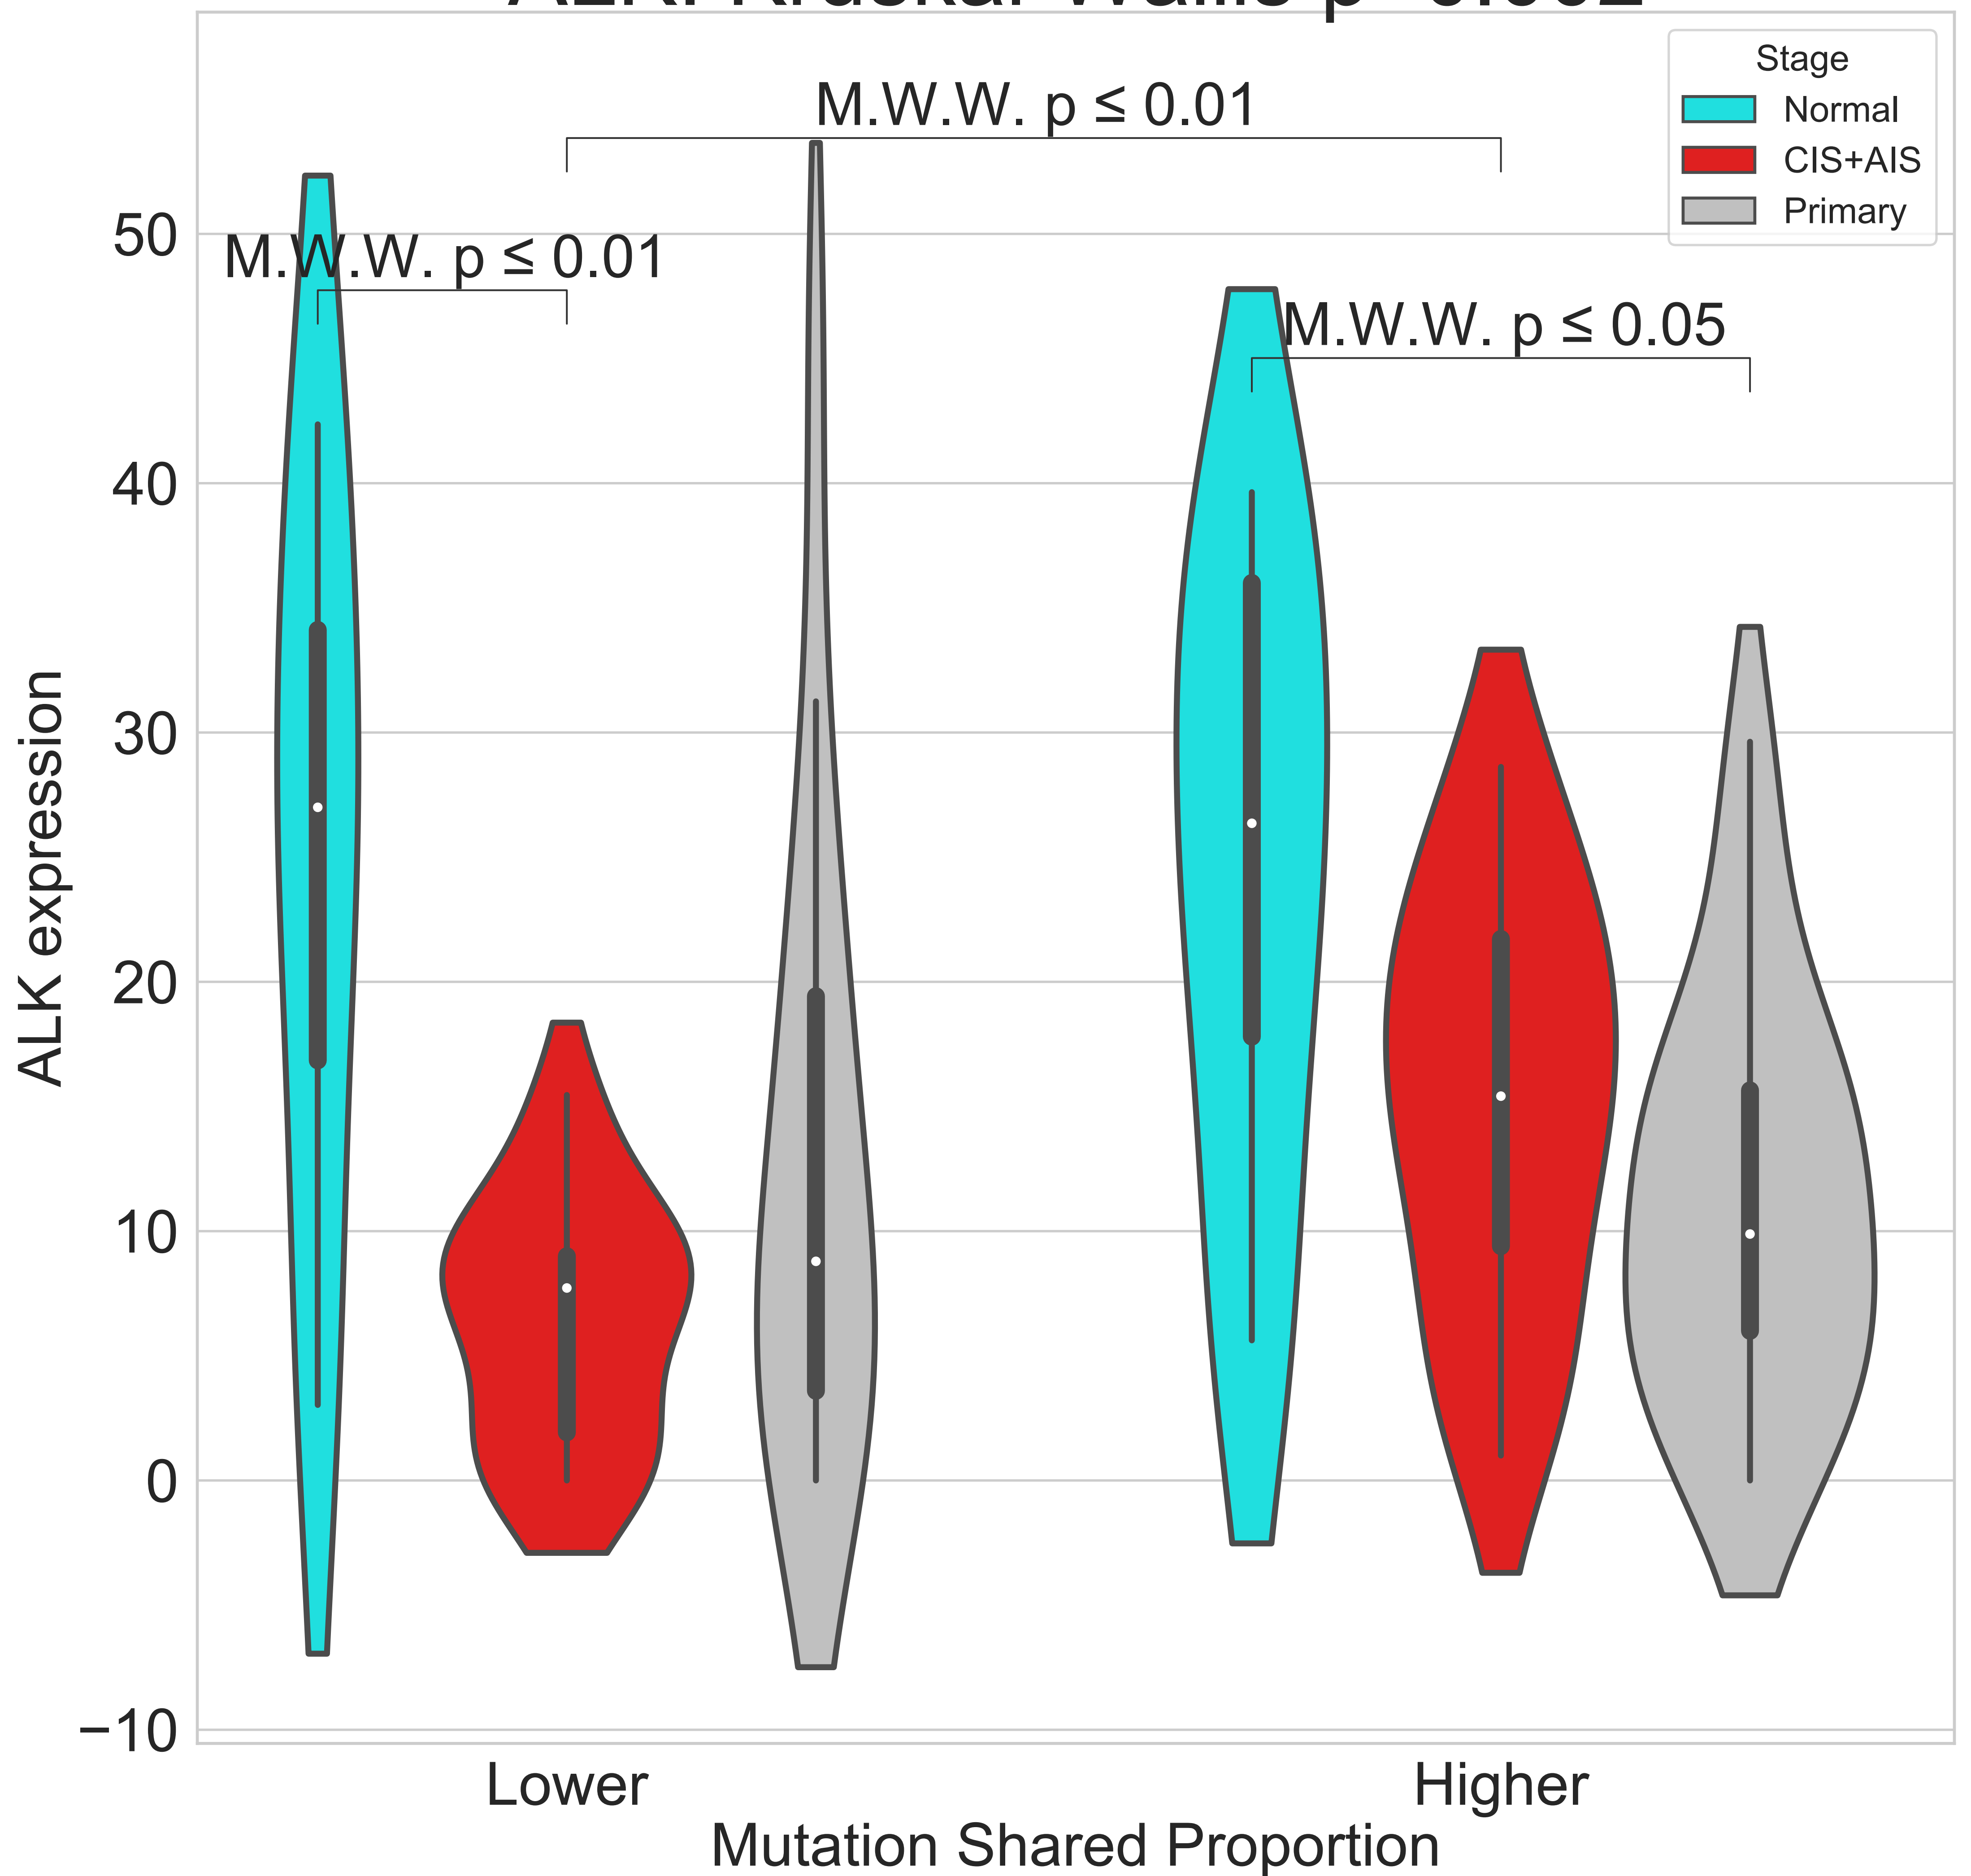 M.W.W. p ≤ 0.01
Stage
Normal
CIS+AIS
Primary
M.W.W. p ≤ 0.01
M.W.W. p ≤ 0.05
50
40
30
20
10
0
−10
ALK expression
Lower
Higher
Mutation Shared Proportion